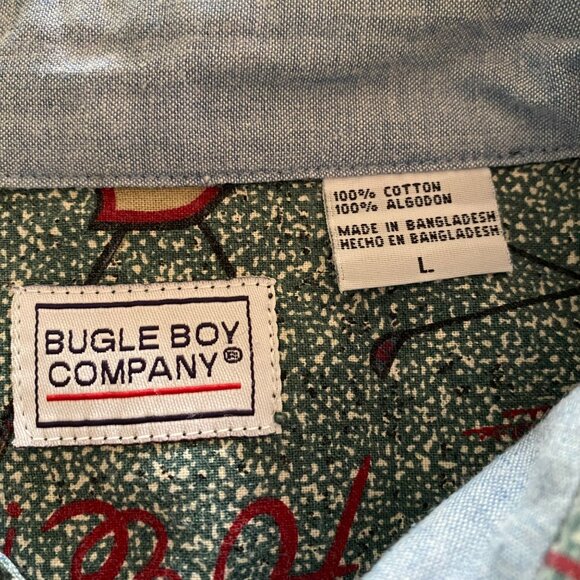 BUGLE BOY
COMPANY®
100% COTTON
100% ALGODON
MADE IN BANGLADESH
HECHO EN BANGLADESH
L